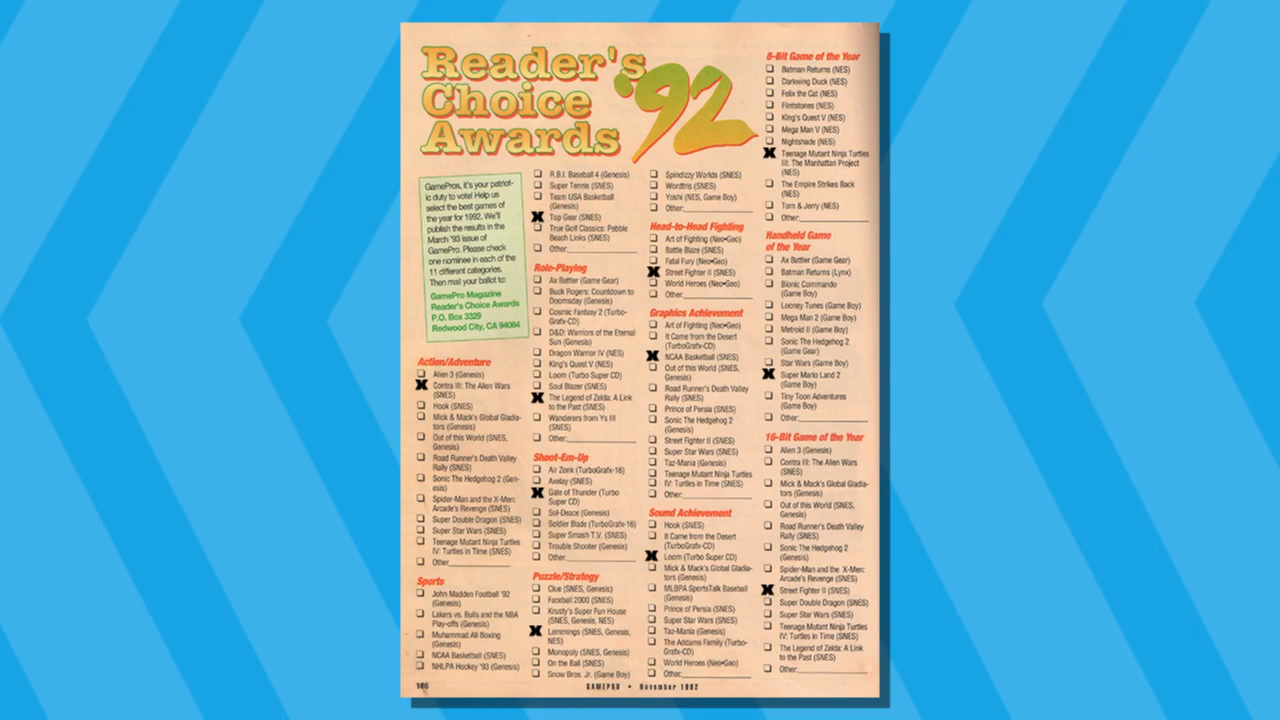 Reader's
Choice
Awards
'92
GamePros, it's your patriot-
ic duty to vote! Help us
select the best games of
the year for 1992. We'll
publish the results in the
March '93 issue of
GamePro. Please check
one nominee in each of the
11 different categories.
Then mail your ballot to:
GamePro Magazine
Reader's Choice Awards
P.O. Box 3329
Redwood City, CA 94064
Action/Adventure
Alien 3 (Genesis)
Contra III: The Alien Wars
(SNES)
Hook (SNES)
Mick & Mack's Global Gladia-
tors (Genesis)
Out of this World (SNES,
Genesis)
Road Runner's Death Valley
Rally (SNES)
Sonic The Hedgehog 2 (Gen-
esis)
Spider-Man and the X-Men:
Arcade's Revenge (SNES)
Super Double Dragon (SNES)
Super Star Wars (SNES)
Teenage Mutant Ninja Turtles
IV: Turtles in Time (SNES)
Other
Sports
John Madden Football '92
(Genesis)
Lakers vs. Bulls and the NBA
Play-offs (Genesis)
Muhammad Ali Boxing
(Genesis)
NCAA Basketball (SNES)
NHLPA Hockey '93 (Genesis)
R.B.I. Baseball 4 (Genesis)
Super Tennis (SNES)
Team USA Basketball
(Genesis)
Top Gear (SNES)
True Golf Classics: Pebble
Beach Links (SNES)
Other:
Role-Playing
Ax Battler (Game Gear)
Buck Rogers: Countdown to
Doomsday (Genesis)
Cosmic Fantasy 2 (Turbo-
Grafx-CD)
D&D: Warriors of the Eternal
Sun (Genesis)
Dragon Warrior IV (NES)
King's Quest V (NES)
Loom (Turbo Super CD)
Soul Blazer (SNES)
The Legend of Zelda: A Link
to the Past (SNES)
Wanderers from Ys III
(SNES)
Other:
Shoot-Em-Up
Air Zonk (TurboGrafx-16)
Axelay (SNES)
Gate of Thunder (Turbo
Super CD)
Sol-Deace (Genesis)
Soldier Blade (TurboGrafx-16)
Super Smash T.V. (SNES)
Trouble Shooter (Genesis)
Other:
Puzzle/Strategy
Clue (SNES, Genesis)
Faceball 2000 (SNES)
Krusty's Super Fun House
(SNES, Genesis, NES)
Lemmings (SNES, Genesis,
NES)
Monopoly (SNES, Genesis)
On the Ball (SNES)
Snow Bros. Jr. (Game Boy)
Spindizzy Worlds (SNES)
Wordtris (SNES)
Yoshi (NES, Game Boy)
Other:
Head-to-Head Fighting
Art of Fighting (Neo•Geo)
Battle Blaze (SNES)
Fatal Fury (Neo•Geo)
Street Fighter II (SNES)
World Heroes (Neo•Geo)
Other:
Graphics Achievement
Art of Fighting (Neo•Geo)
It Came from the Desert
(TurboGrafx-CD)
NCAA Basketball (SNES)
Out of this World (SNES,
Genesis)
Road Runner's Death Valley
Rally (SNES)
Prince of Persia (SNES)
Sonic The Hedgehog 2
(Genesis)
Street Fighter II (SNES)
Super Star Wars (SNES)
Taz-Mania (Genesis)
Teenage Mutant Ninja Turtles
IV: Turtles in Time (SNES)
Other:
Sound Achievement
Hook (SNES)
It Came from the Desert
(TurboGrafx-CD)
Loom (Turbo Super CD)
Mick & Mack's Global Gladia-
tors (Genesis)
MLBPA SportsTalk Baseball
(Genesis)
Prince of Persia (SNES)
Super Star Wars (SNES)
Taz-Mania (Genesis)
The Addams Family (Turbo-
Grafx-CD)
World Heroes (Neo•Geo)
Other:
8-Bit Game of the Year
Batman Returns (NES)
Darkwing Duck (NES)
Felix the Cat (NES)
Flintstones (NES)
King's Quest V (NES)
Mega Man V (NES)
Nightshade (NES)
Teenage Mutant Ninja Turtles
III: The Manhattan Project
(NES)
The Empire Strikes Back
(NES)
Tom & Jerry (NES)
Other:
Handheld Game
of the Year
Ax Battler (Game Gear)
Batman Returns (Lynx)
Bionic Commando
(Game Boy)
Looney Tunes (Game Boy)
Mega Man 2 (Game Boy)
Metroid II (Game Boy)
Sonic The Hedgehog 2
(Game Gear)
Star Wars (Game Boy)
Super Mario Land 2
(Game Boy)
Tiny Toon Adventures
(Game Boy)
Other:
16-Bit Game of the Year
Alien 3 (Genesis)
Contra III: The Alien Wars
(SNES)
Mick & Mack's Global Gladia-
tors (Genesis)
Out of this World (SNES,
Genesis)
Road Runner's Death Valley
Rally (SNES)
Sonic The Hedgehog 2
(Genesis)
Spider-Man and the X-Men:
Arcade's Revenge (SNES)
Street Fighter II (SNES)
Super Double Dragon (SNES)
Super Star Wars (SNES)
Teenage Mutant Ninja Turtles
IV: Turtles in Time (SNES)
The Legend of Zelda: A Link
to the Past (SNES)
Other:
166
GAMEPRO • November 1992